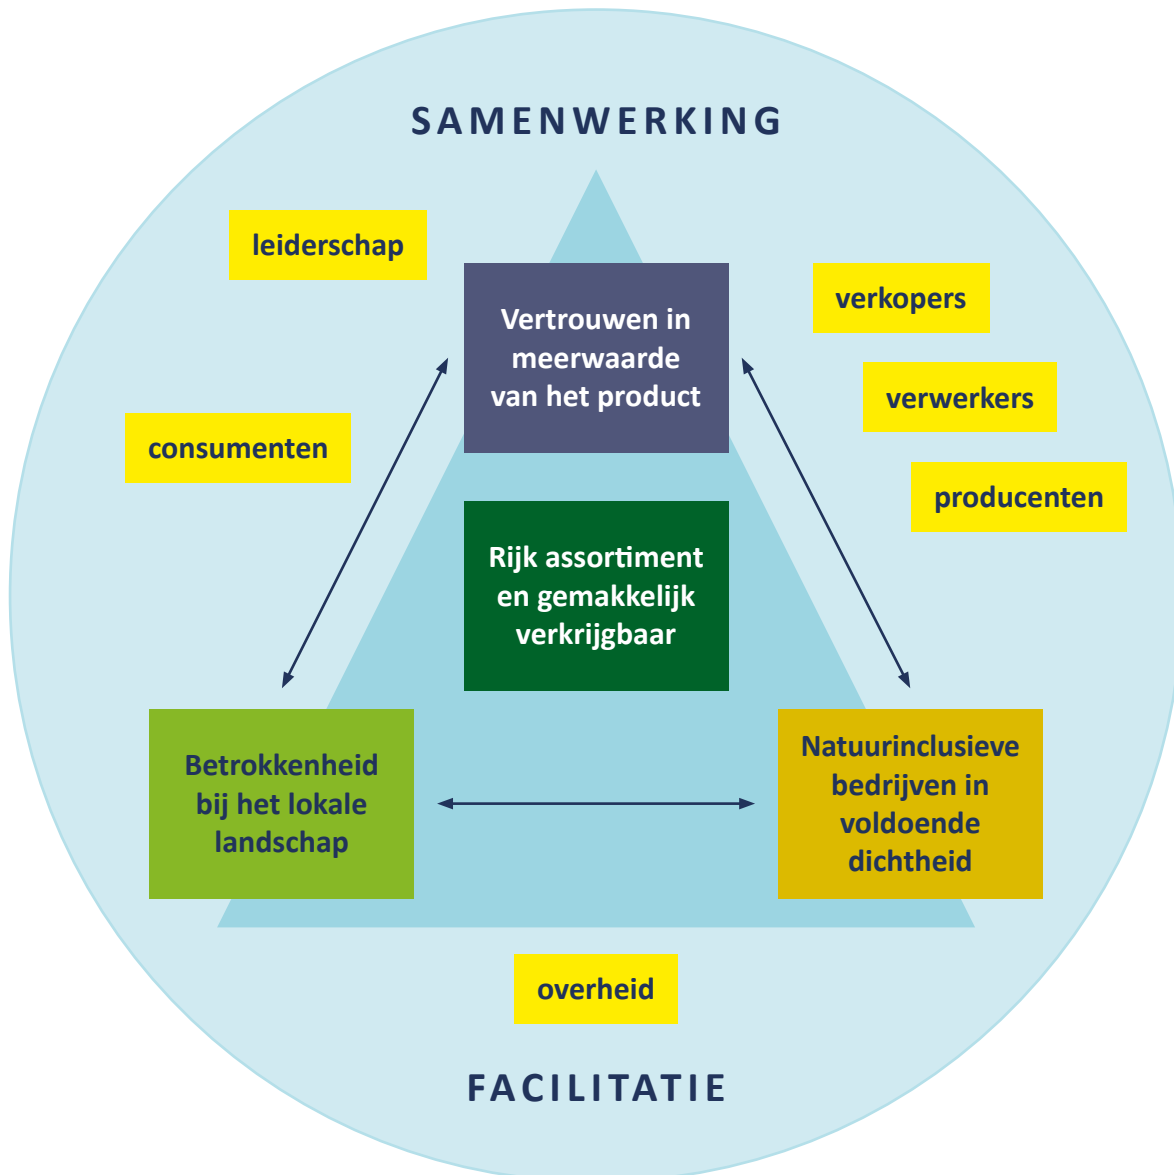 SAMENWERKING
leiderschap
Vertrouwen in
meerwaarde
van het product
verkopers
verwerkers
consumenten
producenten
Rijk assortiment
en gemakkelijk
verkrijgbaar
Betrokkenheid
bij het lokale
landschap
Natuurinclusieve
bedrijven in
voldoende
dichtheid
overheid
FACILITATIE